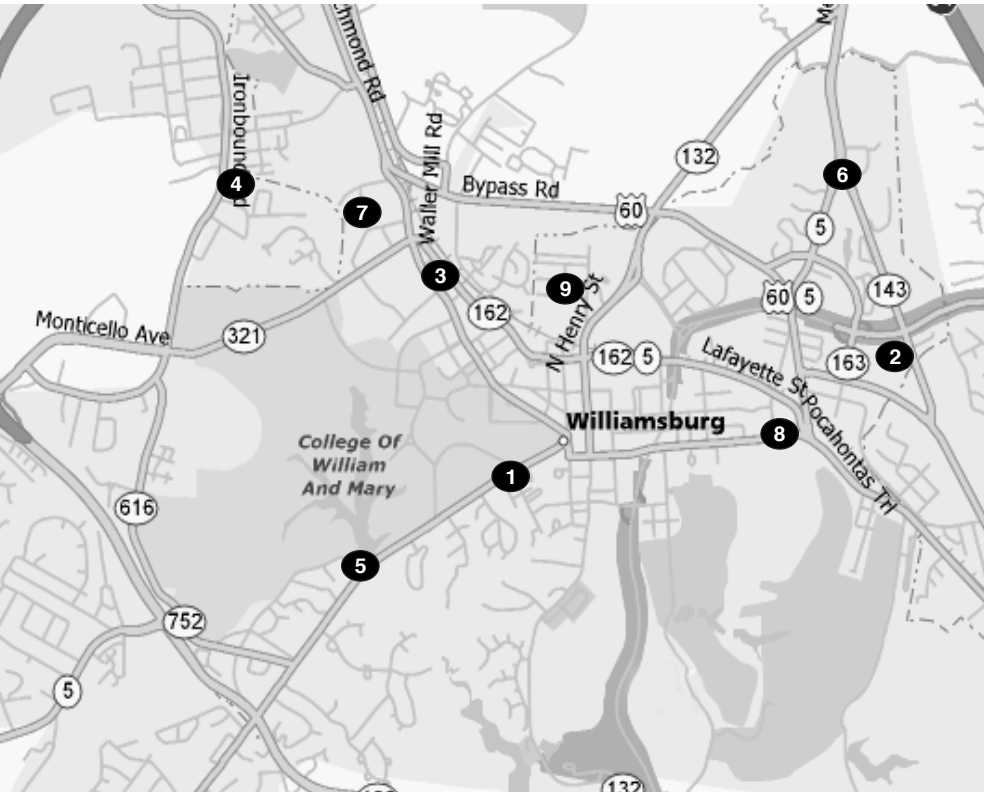 chmond Rd
Ironbound Rd
Waller Mill Rd
132
6
4
Bypass Rd
7
60
5
3
9
60
5
143
162
N Henry St
Monticello Ave
321
162
5
Lafayette St
163
2
Williamsburg
8
Pocahontas Trl
College Of
William
And Mary
1
616
5
752
5
132